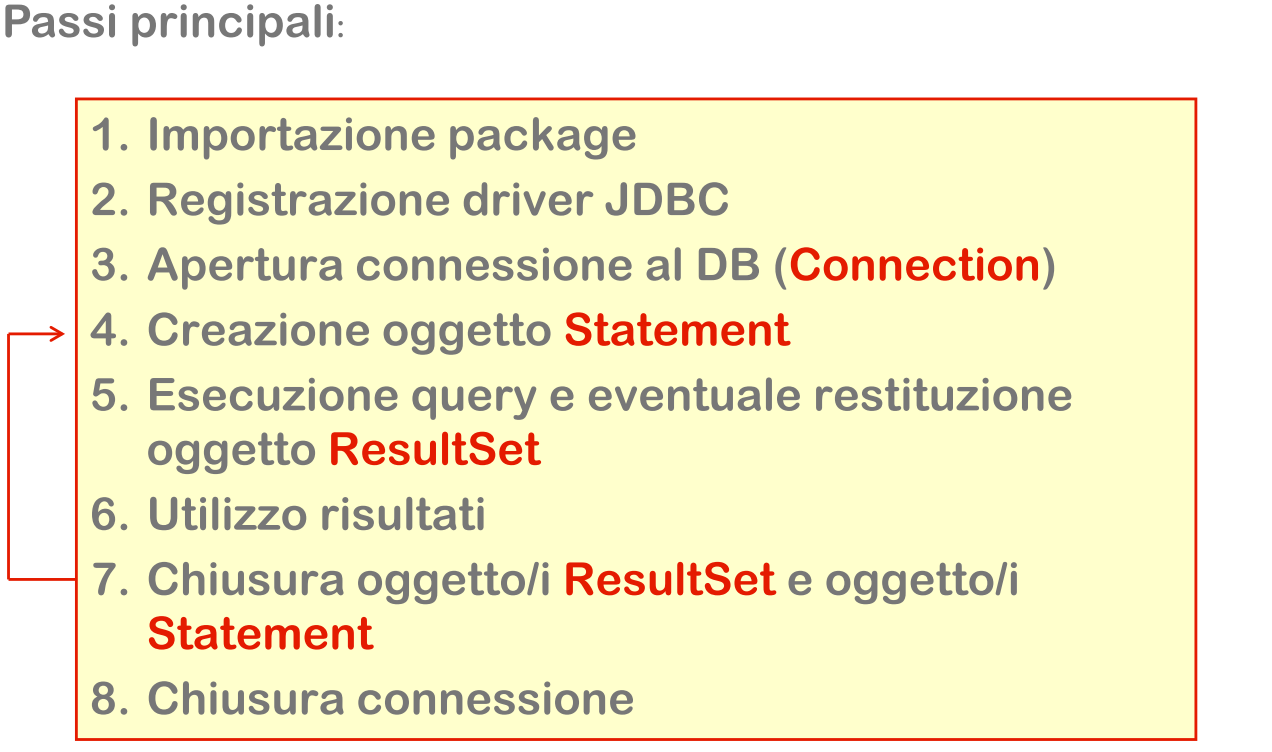 Passi principali:
1. Importazione package
2. Registrazione driver JDBC
3. Apertura connessione al DB (Connection)
4. Creazione oggetto Statement
5. Esecuzione query e eventuale restituzione
oggetto ResultSet
6. Utilizzo risultati
7. Chiusura oggetto/i ResultSet e oggetto/i
Statement
8. Chiusura connessione